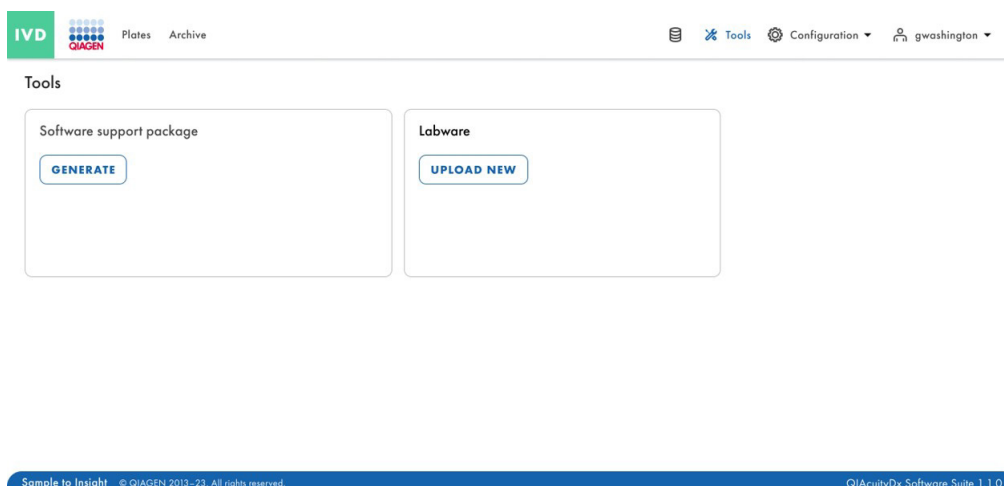 IVD QIAGEN Plates Archive Tools Configuration gwashington
Tools
Software support package
GENERATE
Labware
UPLOAD NEW
Sample to Insight © QIAGEN 2013–23. All rights reserved. QIAcuityDx Software Suite 1.1.0